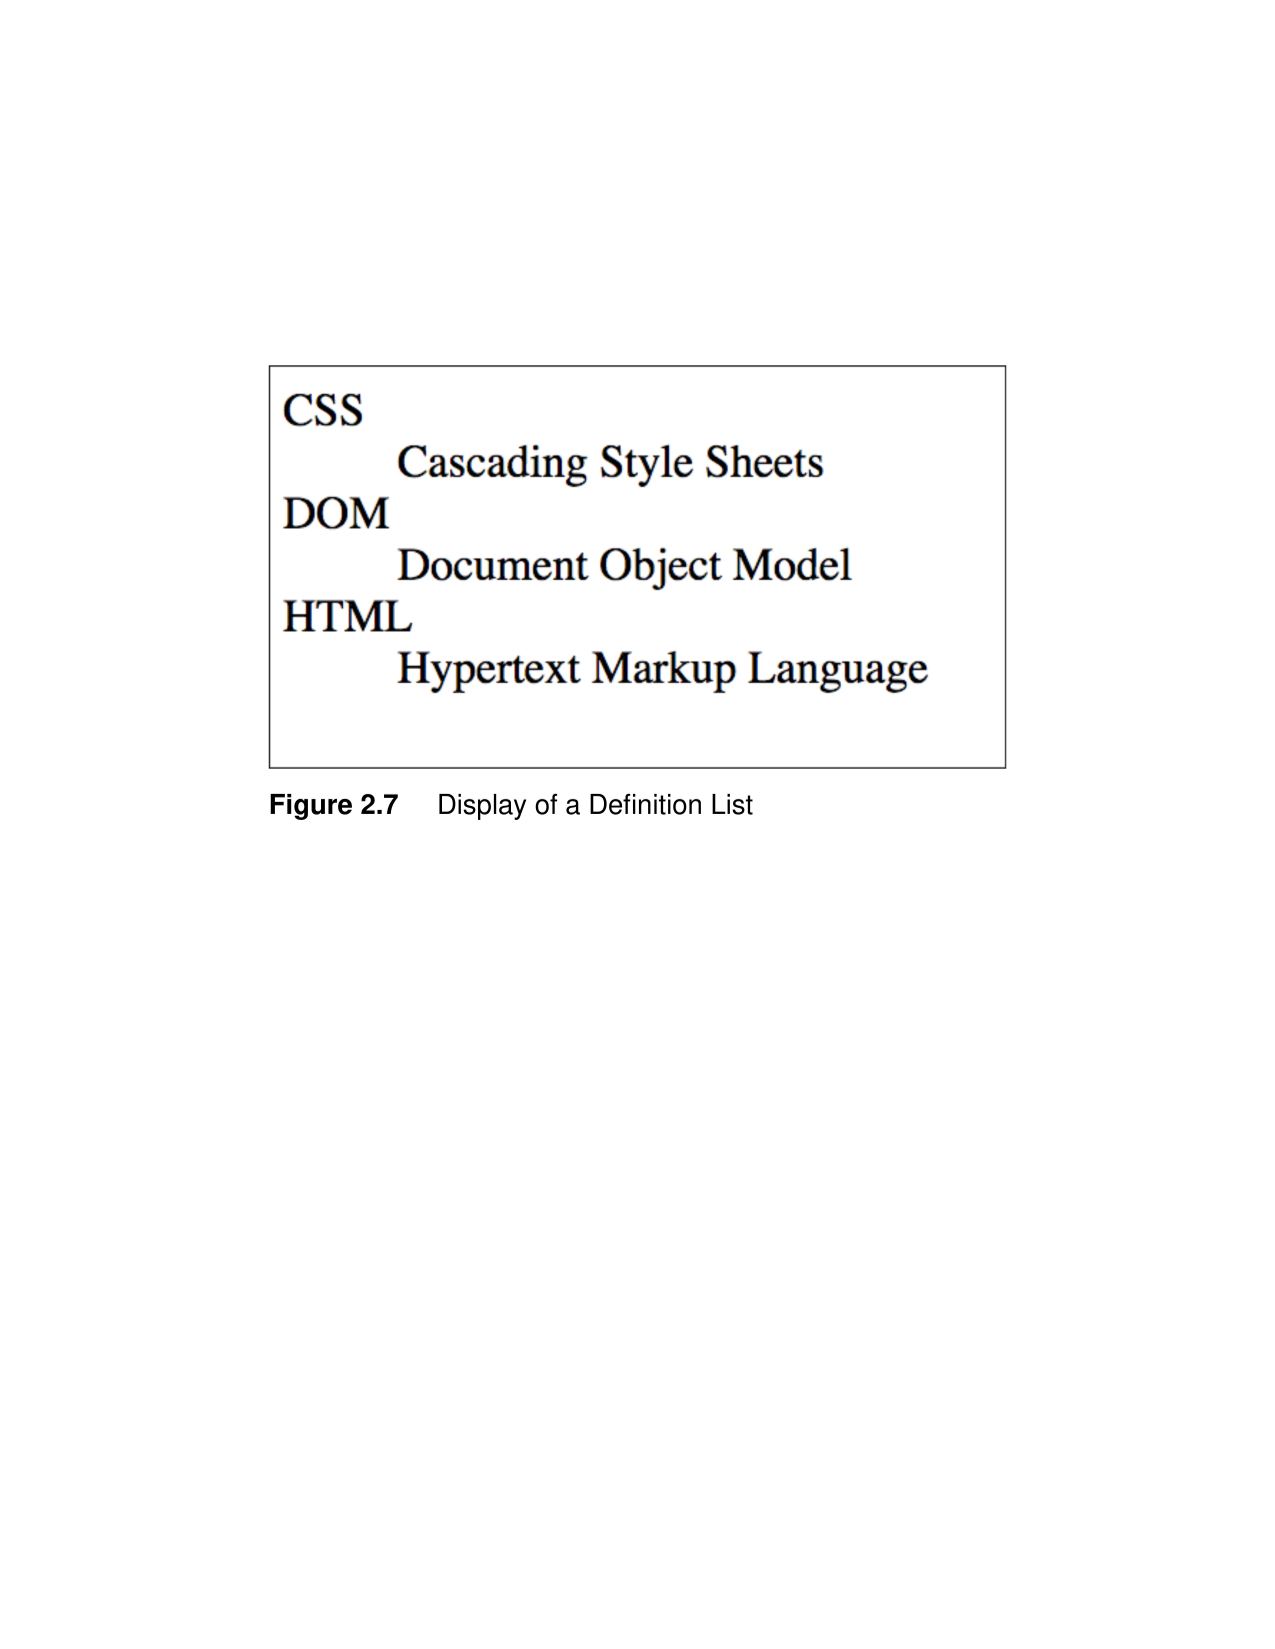 CSS
Cascading Style Sheets
DOM
Document Object Model
HTML
Hypertext Markup Language
Figure 2.7 Display of a Definition List